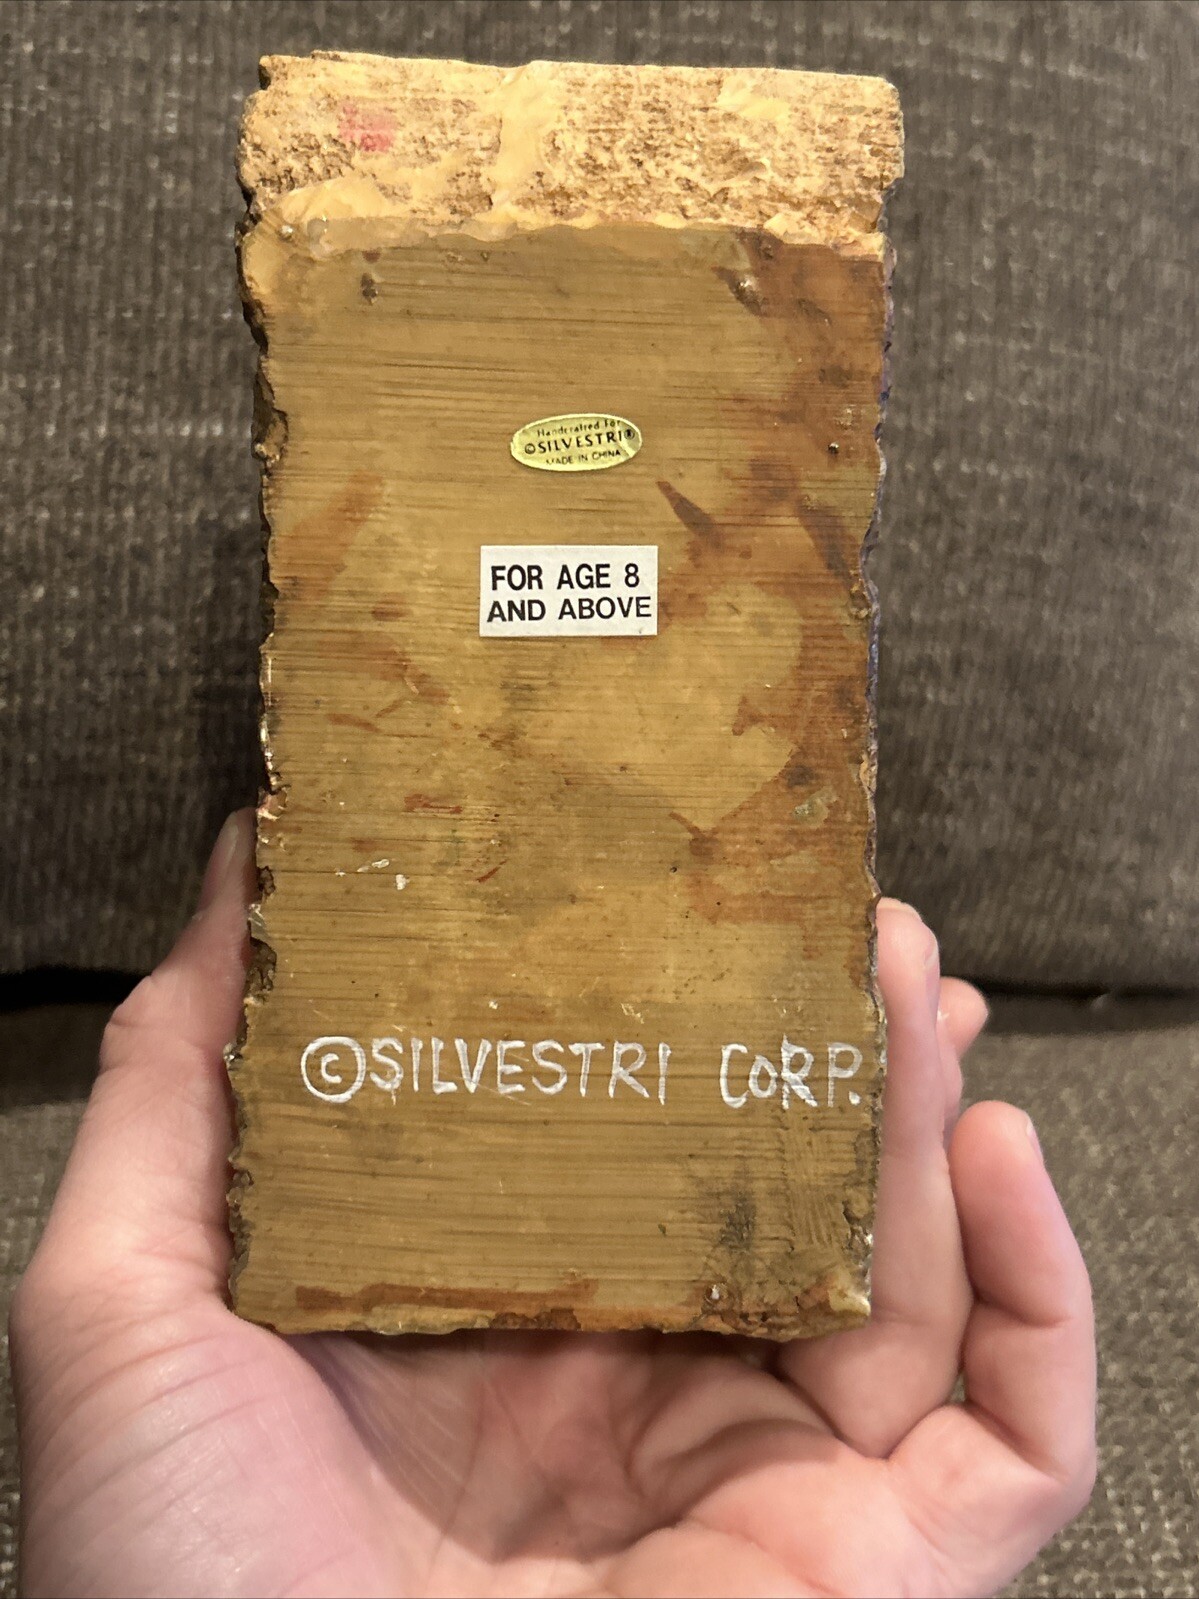 Handcrafted For
©SILVESTRI®
MADE IN CHINA
FOR AGE 8
AND ABOVE
©SILVESTRI CORP.